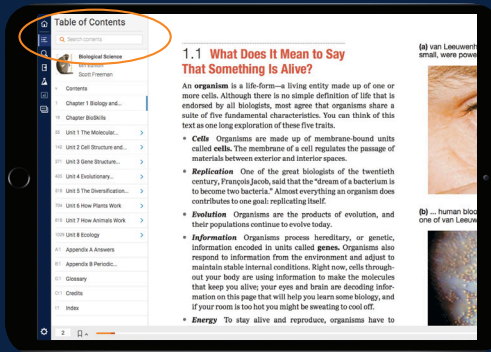 Table of Contents
Search contents
Biological Science
Scott Freeman
v Contents
1 Chapter 1 Biology and...
16 Chapter BioSkills
55 Unit 1 The Molecular...
142 Unit 2 Cell Structure and...
271 Unit 3 Gene Structure...
400 Unit 4 Evolutionary...
518 Unit 5 The Diversification...
764 Unit 6 How Plants Work
Unit 7 How Animals Work
1029 Unit 8 Ecology
A:1 Appendix A Answers
B:1 Appendix B Periodic...
Glossary
Credits
Index
2
1.1 What Does It Mean to Say
That Something Is Alive?
An organism is a life-form—a living entity made up of one or
more cells. Although there is no simple definition of life that is
endorsed by all biologists, most agree that organisms share a
suite of five fundamental characteristics. You can think of this
text as one long exploration of these five traits.
• Cells Organisms are made up of membrane-bound units
called cells. The membrane of a cell regulates the passage of
materials between exterior and interior spaces.
• Replication One of the great biologists of the twentieth
century, François Jacob, said that the “dream of a bacterium is
to become two bacteria.” Almost everything an organism does
contributes to one goal: replicating itself.
• Evolution Organisms are the products of evolution, and
their populations continue to evolve today.
• Information Organisms process hereditary, or genetic,
information encoded in units called genes. Organisms also
respond to information from the environment and adjust to
maintain stable internal conditions. Right now, cells through-
out your body are using information to make the molecules
that keep you alive; your eyes and brain are decoding infor-
mation on this page that will help you learn some biology, and
if your room is too hot you might be sweating to cool off.
• Energy To stay alive and reproduce, organisms have to
(a) van Leeuwenh
small, were powe
(b) ... human bloo
one of van Leeuw